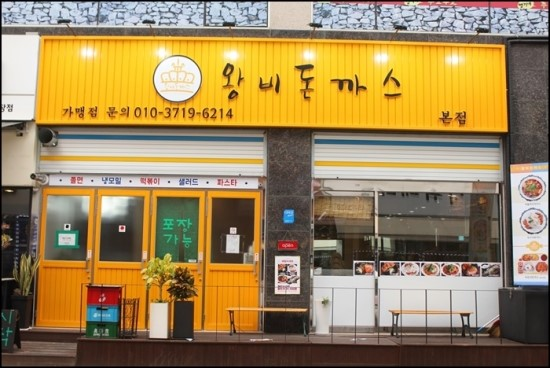 왕비돈까스
가맹점 문의 010-3719-6214
본점
쫄면 • 냉모밀 • 떡볶이 • 샐러드 • 파스타
포장
가능